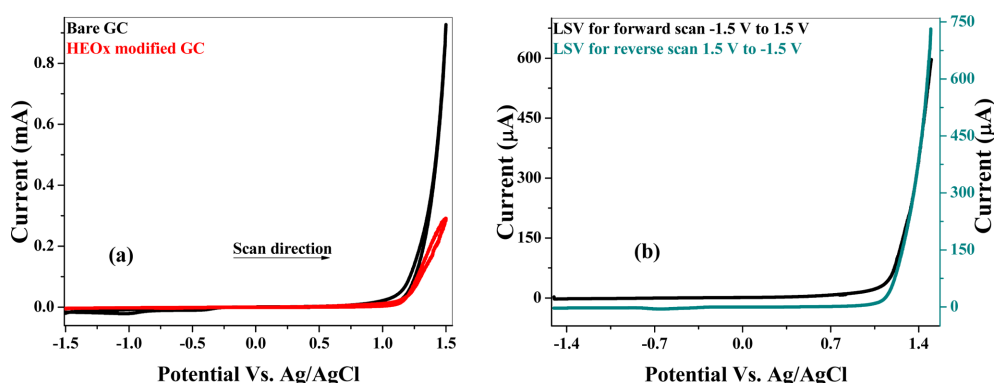 Bare GC
HEOx modified GC
0.8
0.6
0.4
0.2
0.0
Current (mA)
(a)
Scan direction
-1.5 -1.0 -0.5 0.0 0.5 1.0 1.5
Potential Vs. Ag/AgCl
LSV for forward scan -1.5 V to 1.5 V
LSV for reverse scan 1.5 V to -1.5 V
600
450
300
150
0
Current (µA)
(b)
750
600
450
300
150
0
Current (µA)
-1.4 -0.7 0.0 0.7 1.4
Potential Vs. Ag/AgCl